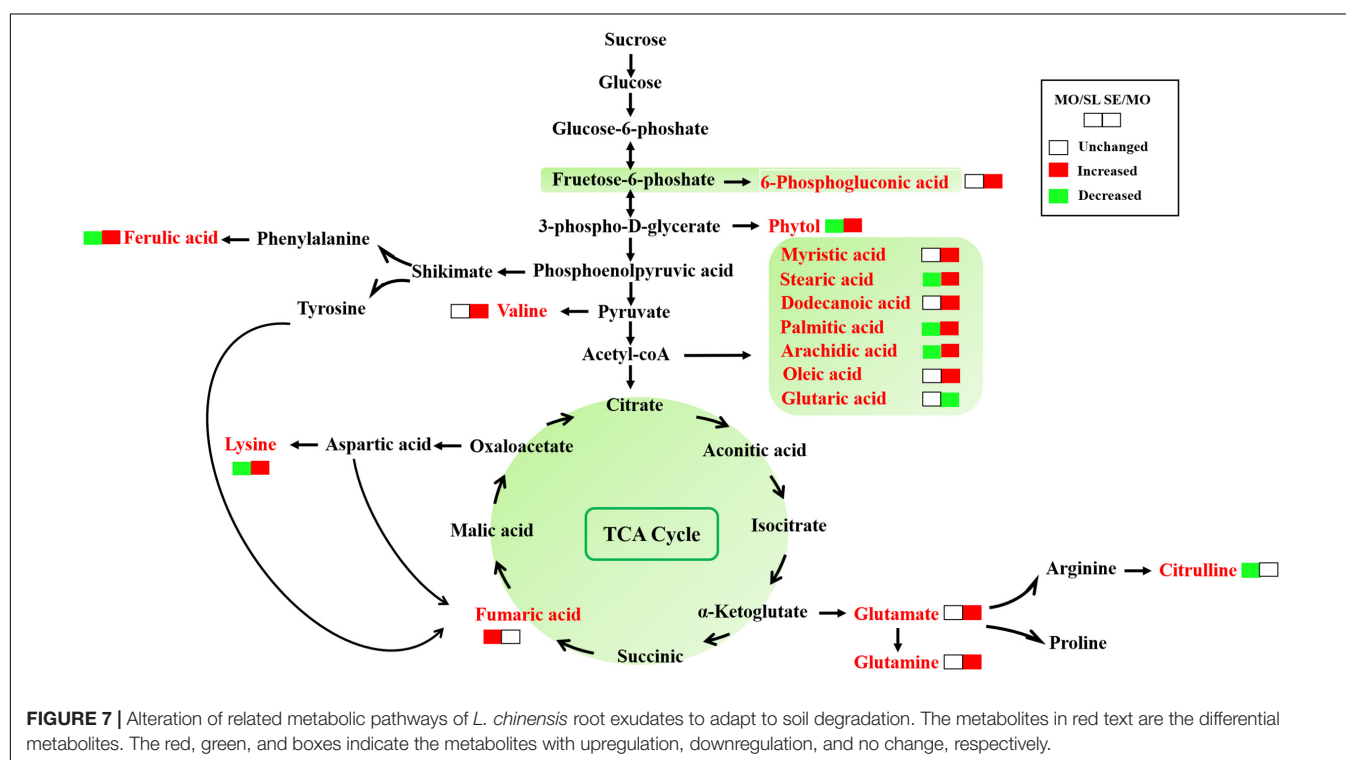 Sucrose
Glucose
Glucose-6-phoshate
Fruetose-6-phoshate
6-Phosphogluconic acid
3-phospho-D-glycerate
Phytol
Ferulic acid
Phenylalanine
Shikimate
Phosphoenolpyruvic acid
Tyrosine
Valine
Pyruvate
Acetyl-coA
Myristic acid
Stearic acid
Dodecanoic acid
Palmitic acid
Arachidic acid
Oleic acid
Glutaric acid
MO/SL SE/MO
Unchanged
Increased
Decreased
Citrate
Lysine
Aspartic acid
Oxaloacetate
Aconitic acid
Malic acid
TCA Cycle
Isocitrate
Fumaric acid
Succinic
α-Ketoglutate
Glutamate
Glutamine
Arginine
Citrulline
Proline
FIGURE 7 | Alteration of related metabolic pathways of L. chinensis root exudates to adapt to soil degradation. The metabolites in red text are the differential
metabolites. The red, green, and boxes indicate the metabolites with upregulation, downregulation, and no change, respectively.